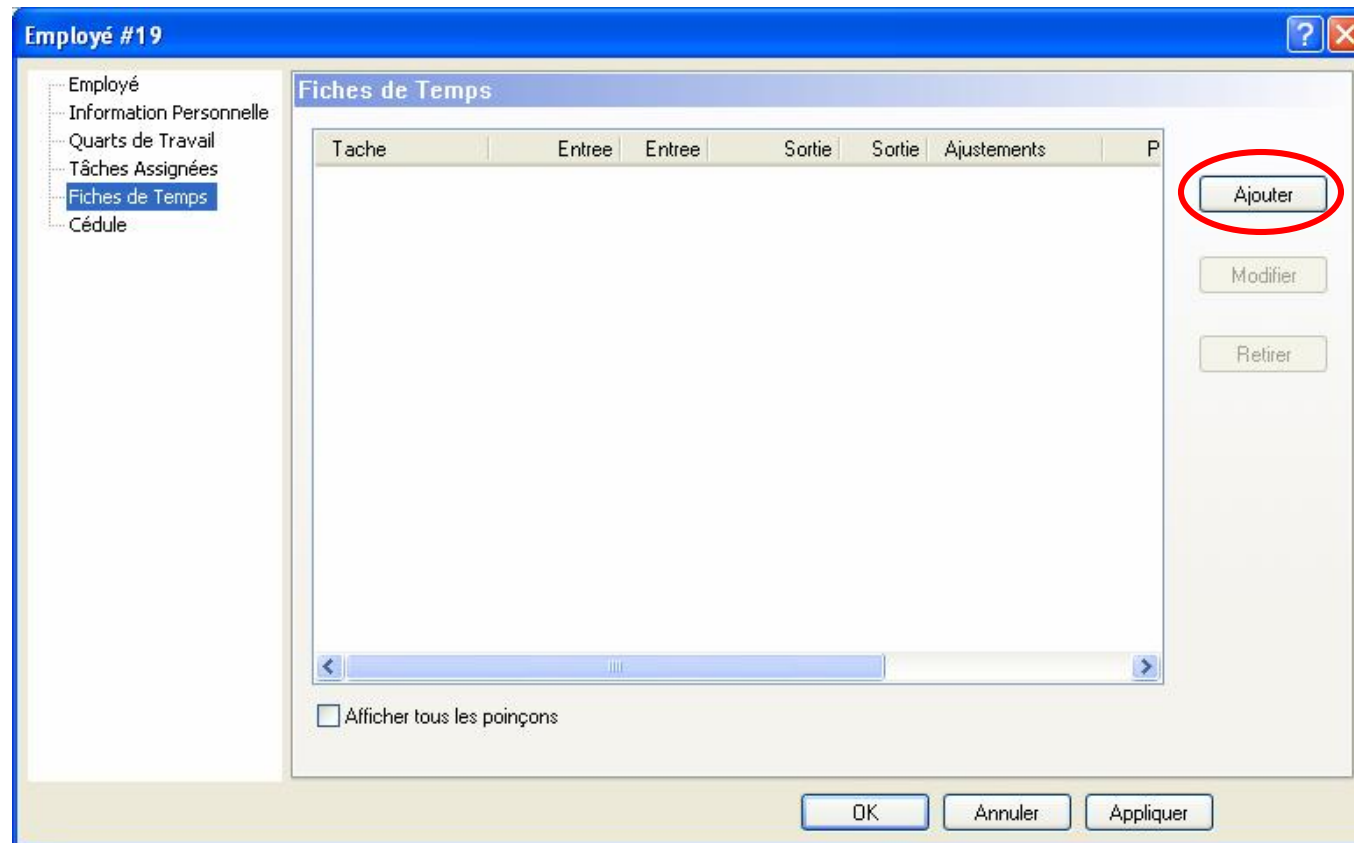 Employé #19
Employé
Information Personnelle
Quarts de Travail
Tâches Assignées
Fiches de Temps
Cédule
Fiches de Temps
Tache Entree Entree Sortie Sortie Ajustements P
Ajouter
Modifier
Retirer
Afficher tous les poinçons
OK Annuler Appliquer